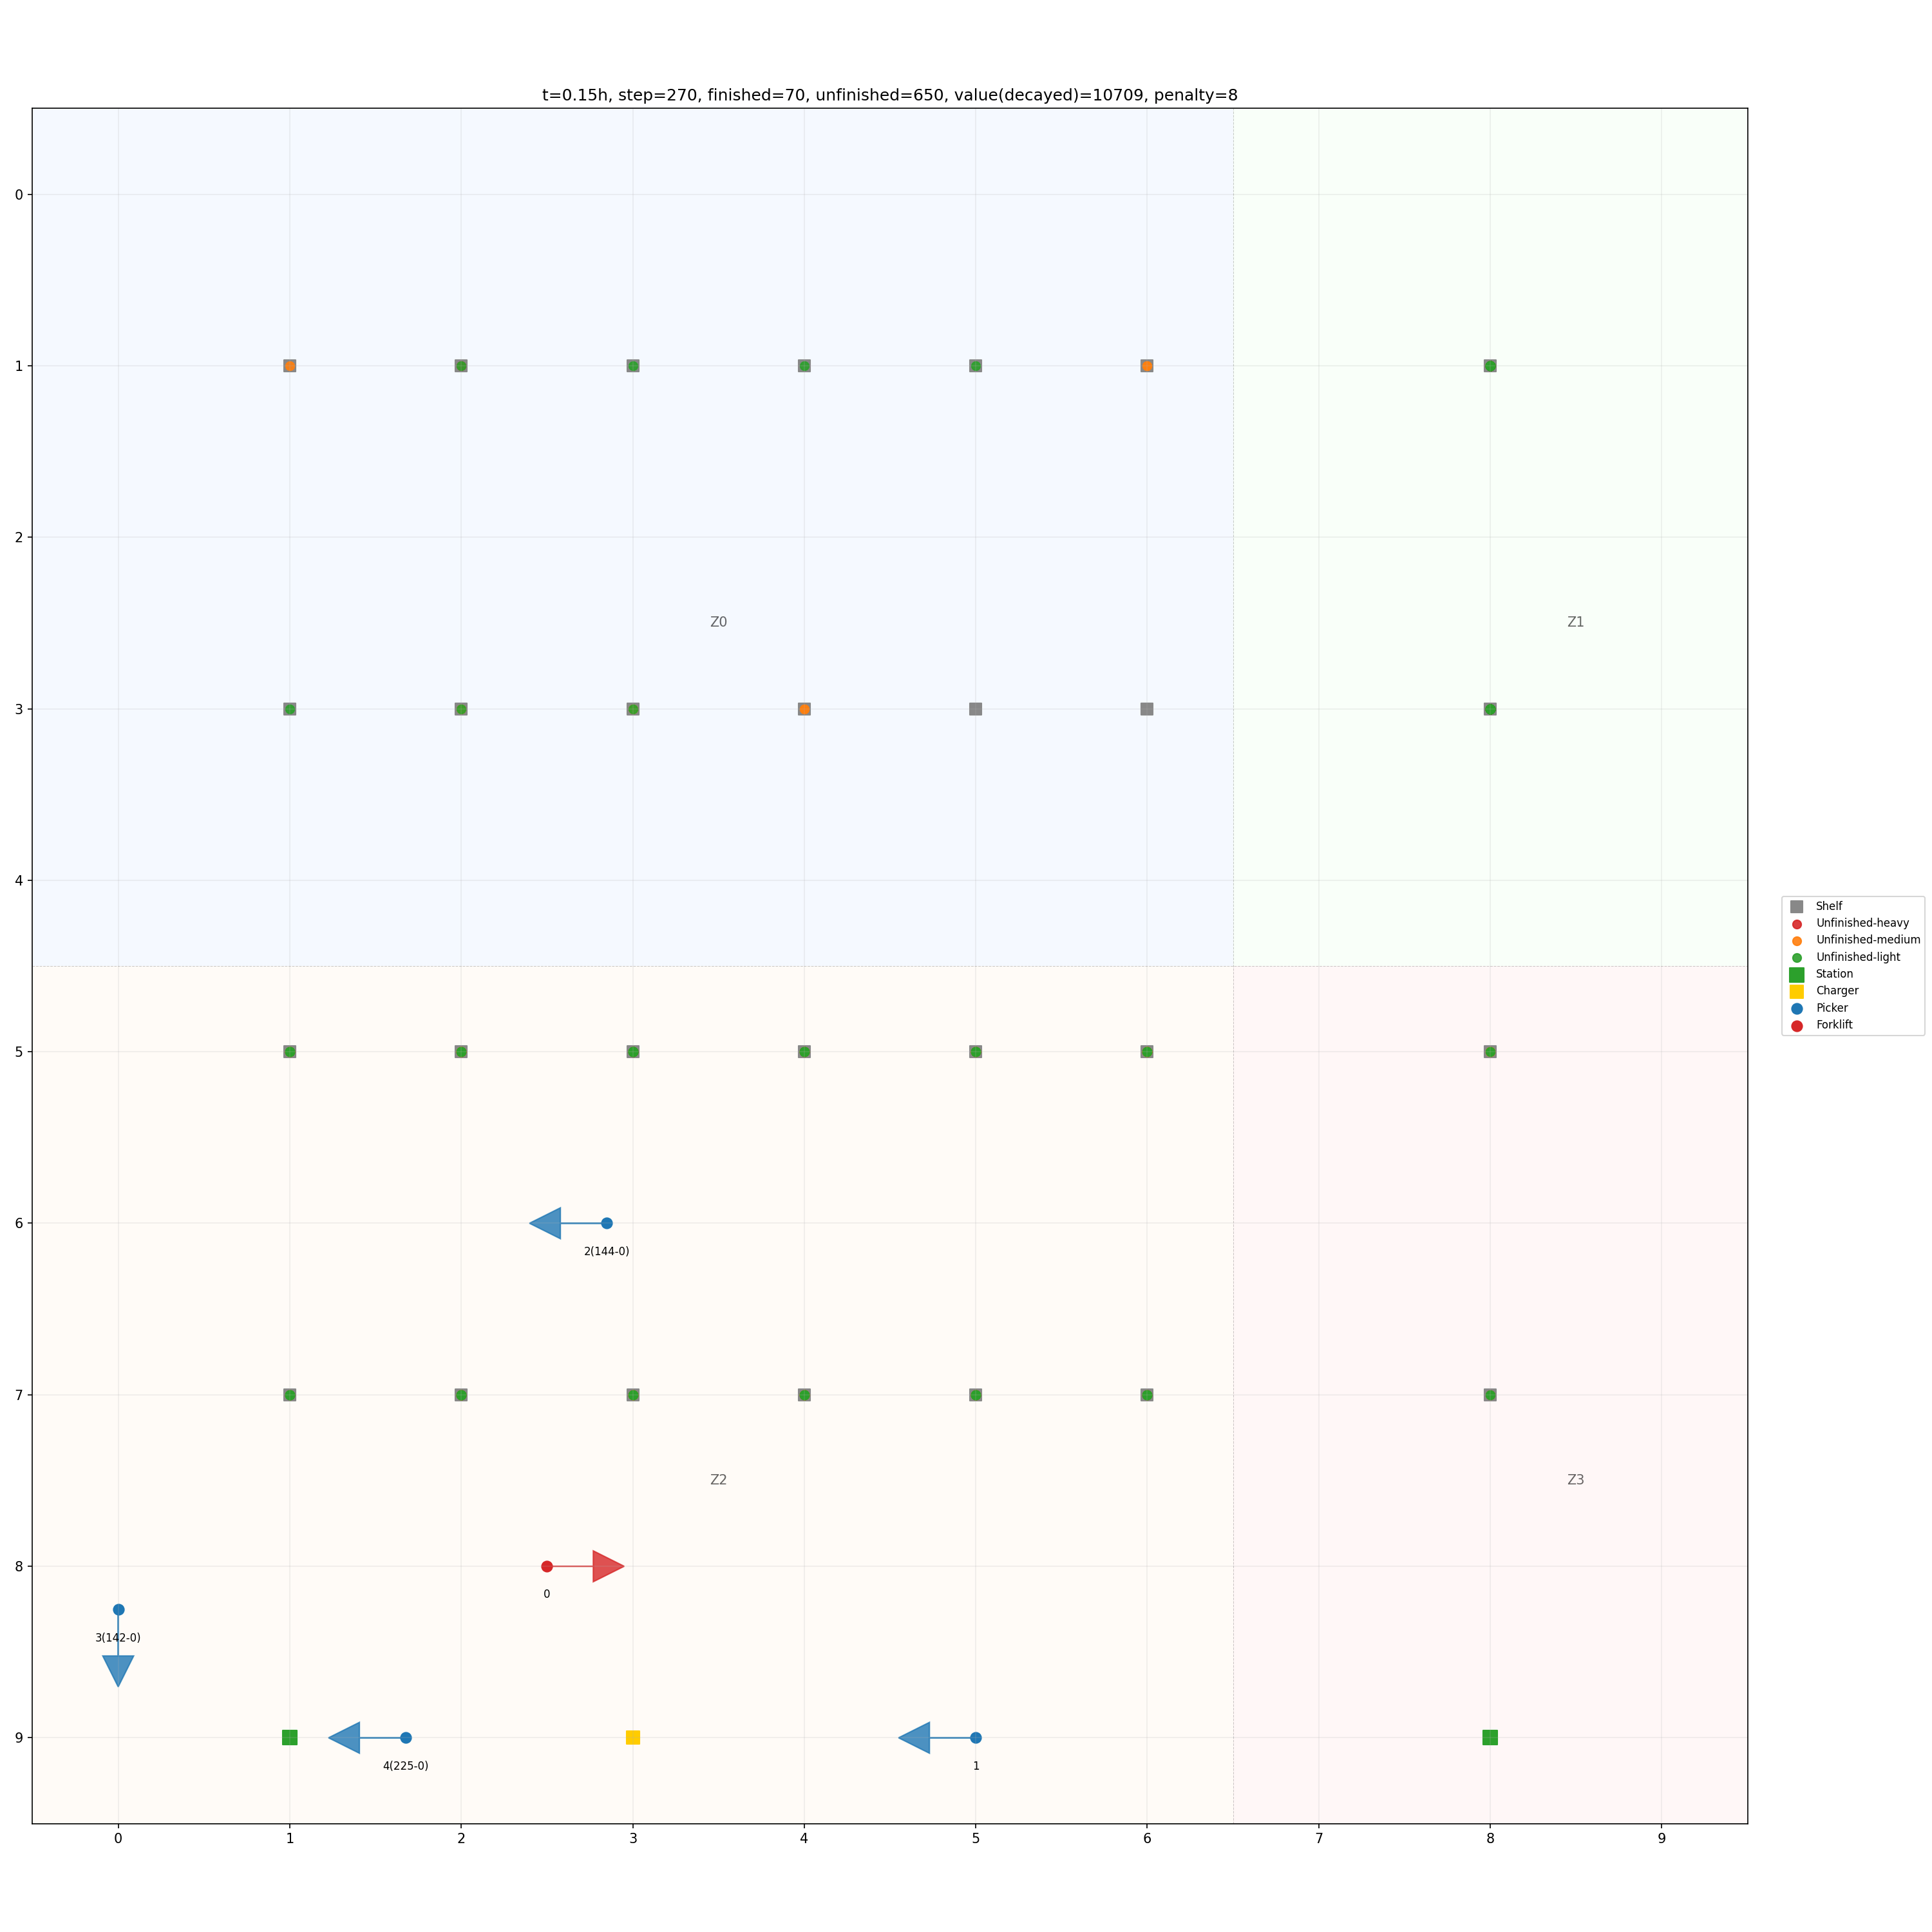 t=0.15h, step=270, finished=70, unfinished=650, value(decayed)=10709, penalty=8
0
1
2
Z0
Z1
3
4
Shelf
Unfinished-heavy
Unfinished-medium
Unfinished-light
Station
Charger
Picker
Forklift
5
6
2(144-0)
7
Z2
Z3
8
0
3(142-0)
9
4(225-0)
1
0
1
2
3
4
5
6
7
8
9